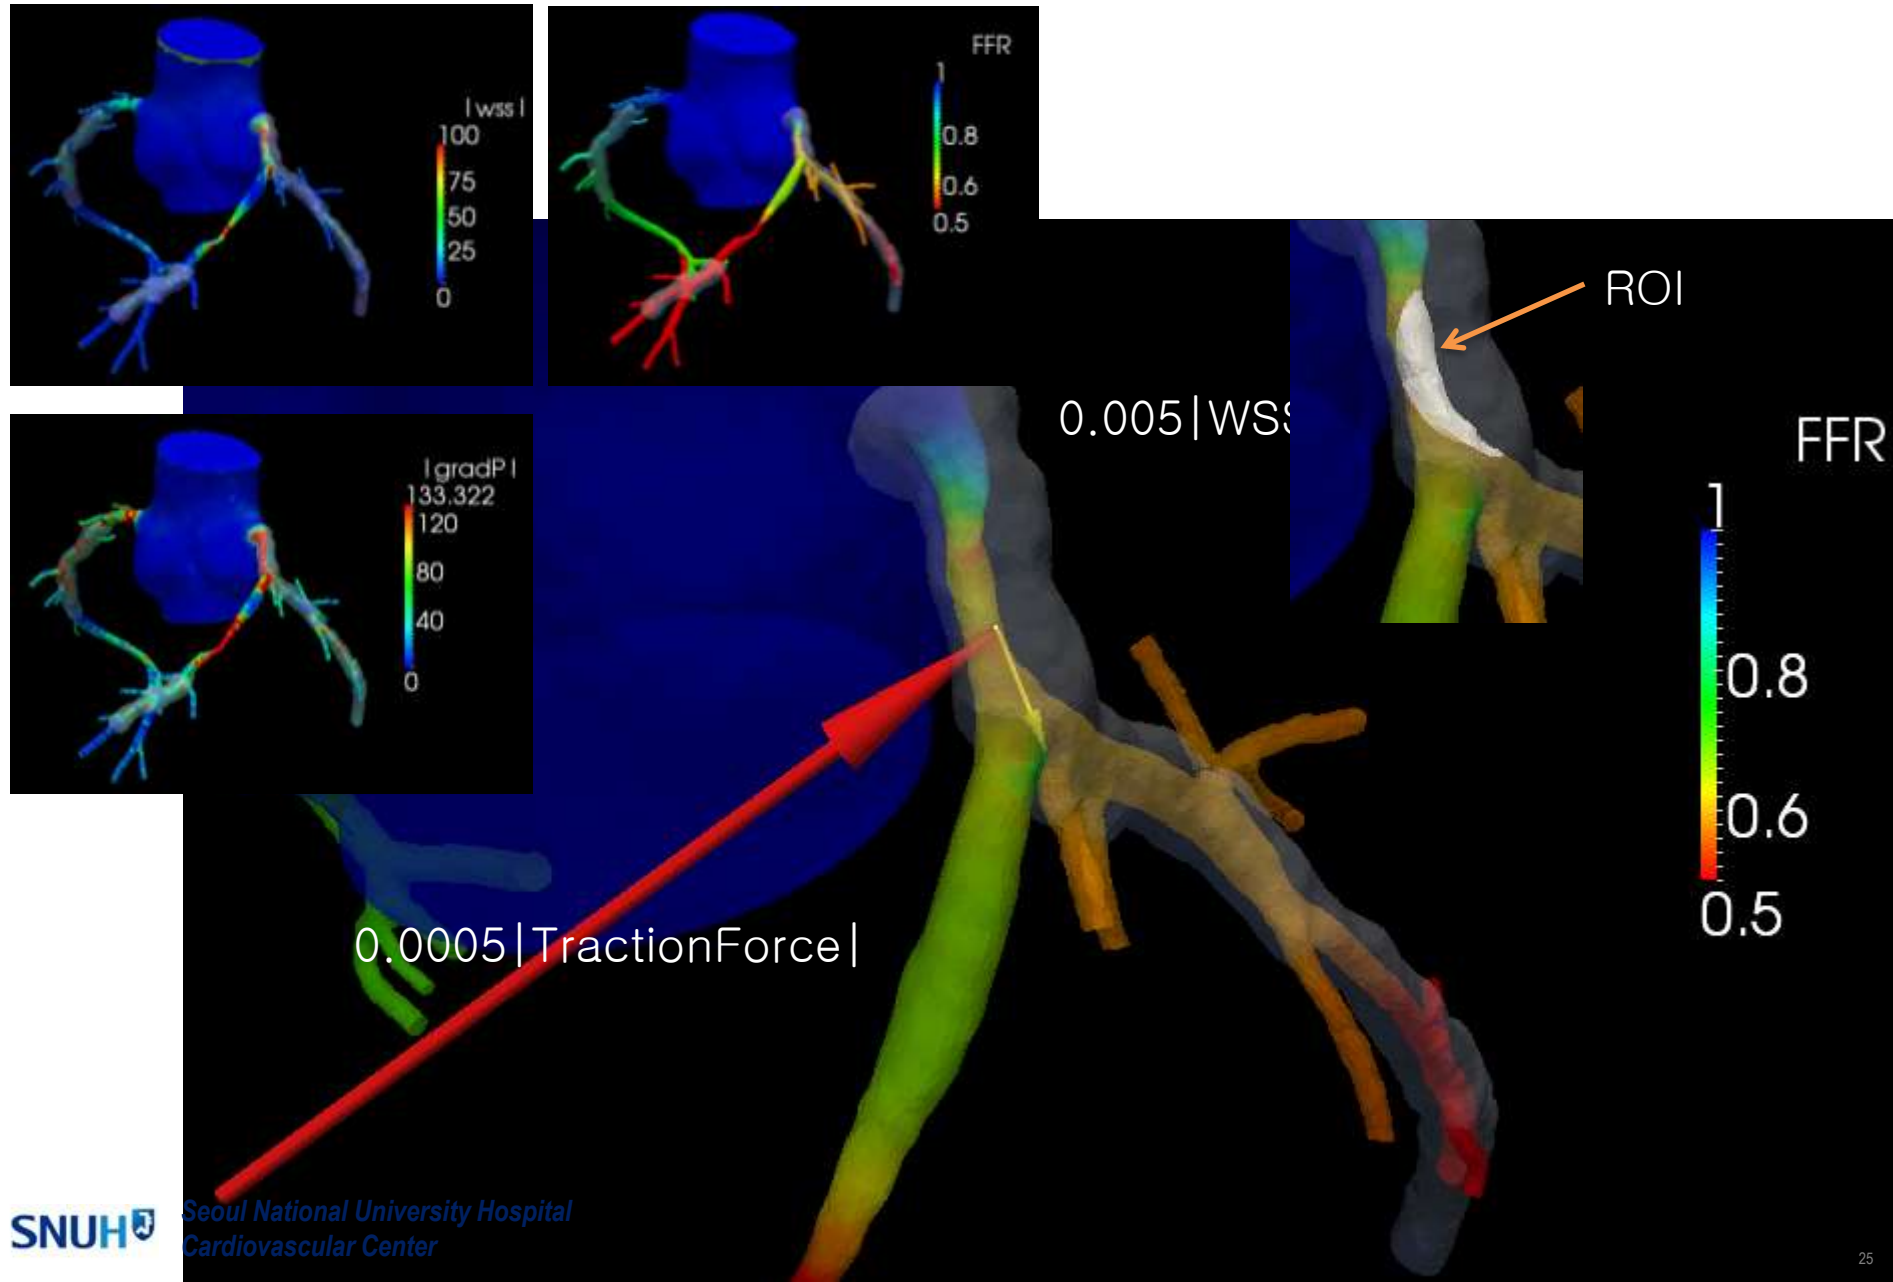 |wss|
100
75
50
25
0
FFR
1
0.8
0.6
0.5
|gradP|
133.322
120
80
40
0
ROI
0.005|WSS
FFR
1
0.8
0.6
0.5
0.0005|TractionForce|
SNUH
Seoul National University Hospital
Cardiovascular Center
25